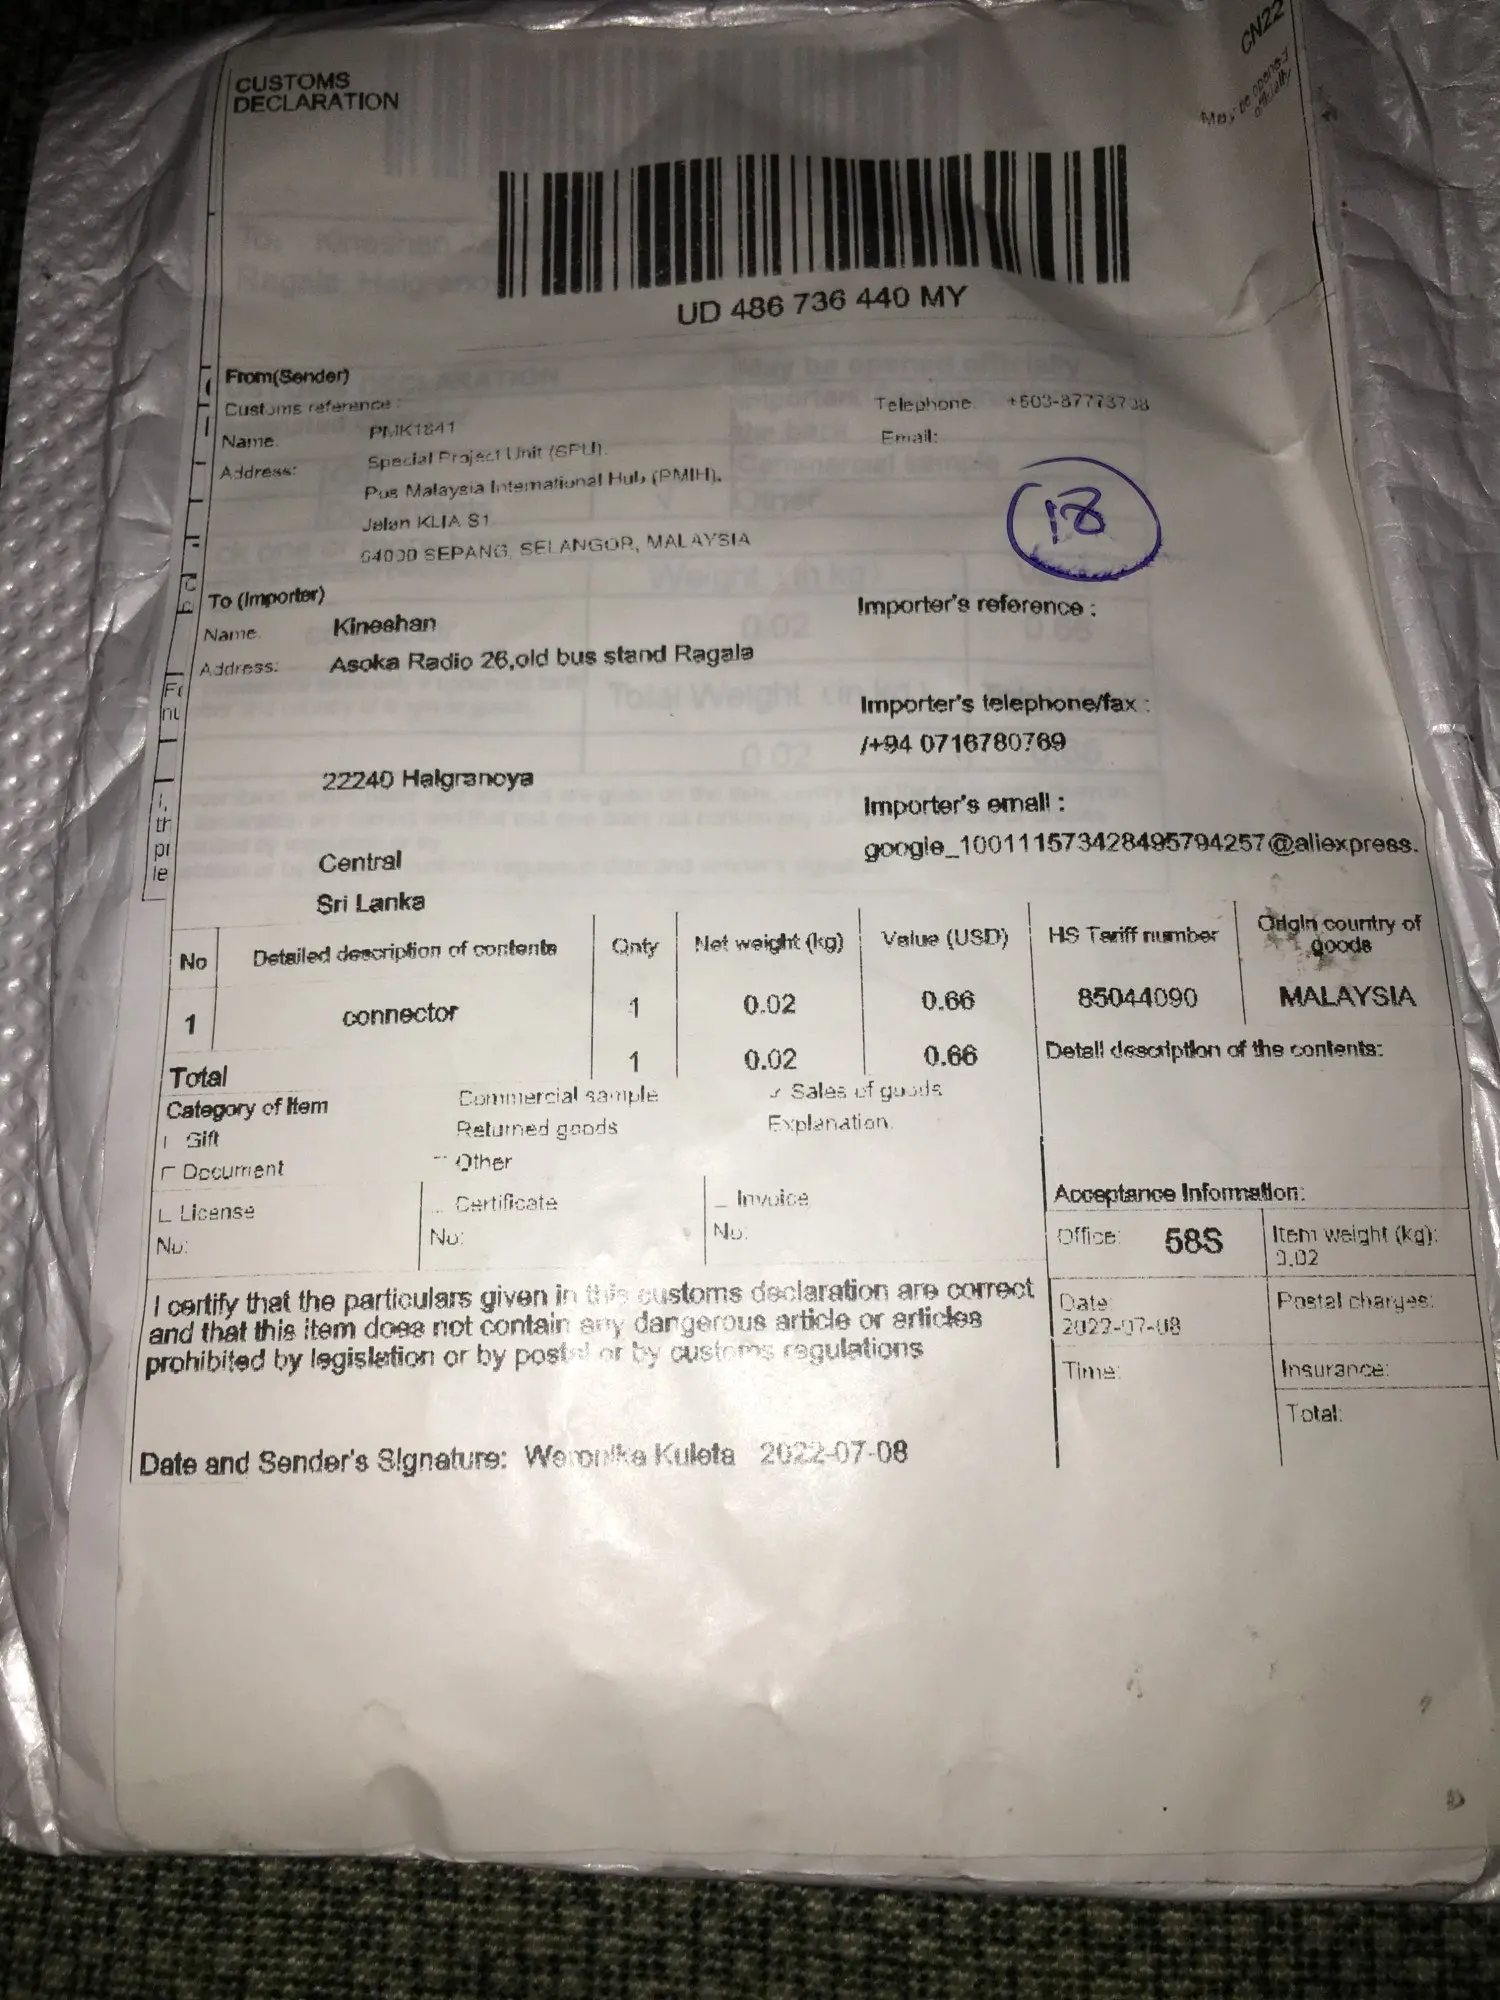 CUSTOMS
DECLARATION
CN22
May be opened
officially
UD 486 736 440 MY
From(Sender)
Customs reference :
Name. PMK1841
Telephone. +603-87773738
Email:
Address: Special Project Unit (SPU).
Pos Malaysia International Hub (PMIH).
Jalan KLIA S1
64000 SEPANG, SELANGOR, MALAYSIA
18
To (Importer)
Importer's reference :
Name. Kineshan
Address: Asoka Radio 26,old bus stand Ragala
Importer's telephone/fax :
/+94 0716780769
22240 Halgranoya
Importer's email :
google_1001115734284957942​57@aliexpress.
Central
Sri Lanka
No Detailed description of contents Qnty Net weight (kg) Value (USD) HS Tariff number Origin country of goods
1 connector 1 0.02 0.66 85044090 MALAYSIA
Total 1 0.02 0.66
Detail description of the contents:
Category of Item Commercial sample Sales of goods
Gift Returned goods Explanation.
Document Other
License Certificate Invoice
No: No: No:
Acceptance Information:
Office: 58S Item weight (kg):
0.02
Date: Postal charges:
2022-07-08
Time: Insurance:
Total:
I certify that the particulars given in this customs declaration are correct
and that this item does not contain any dangerous article or articles
prohibited by legislation or by postal or by customs regulations
Date and Sender's Signature: Weronika Kuleta 2022-07-08